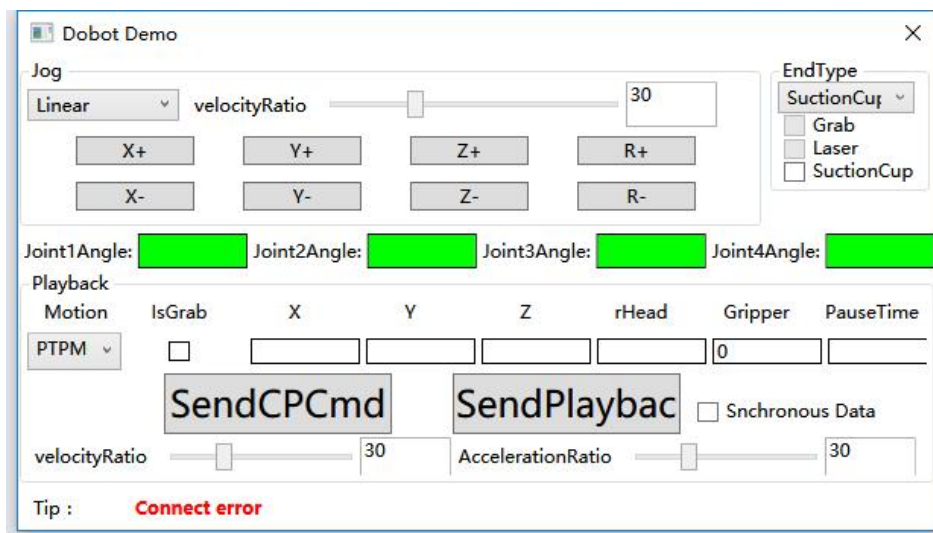 Dobot Demo
Jog
EndType
Linear velocityRatio 30
SuctionCup
Grab
Laser
SuctionCup
X+ Y+ Z+ R+
X- Y- Z- R-
Joint1Angle: Joint2Angle: Joint3Angle: Joint4Angle:
Playback
Motion IsGrab X Y Z rHead Gripper PauseTime
PTPM 0
SendCPCmd SendPlaybac Snchronous Data
velocityRatio 30 AccelerationRatio 30
Tip : Connect error